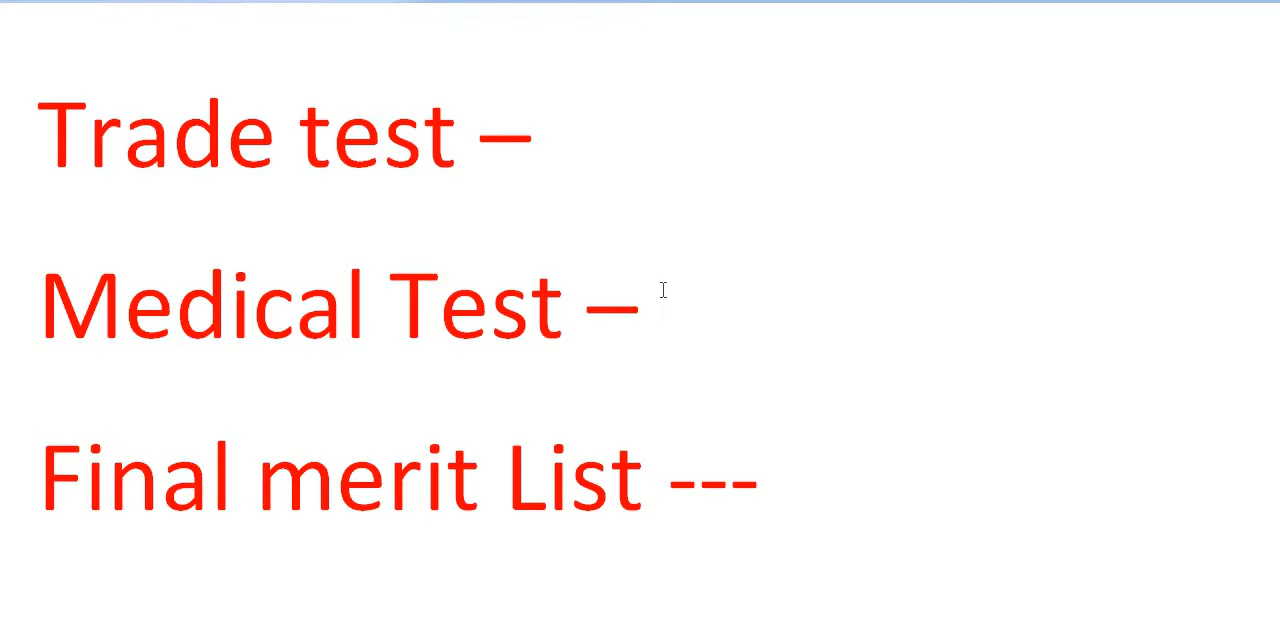 Trade test –
Medical Test –
Final merit List ---